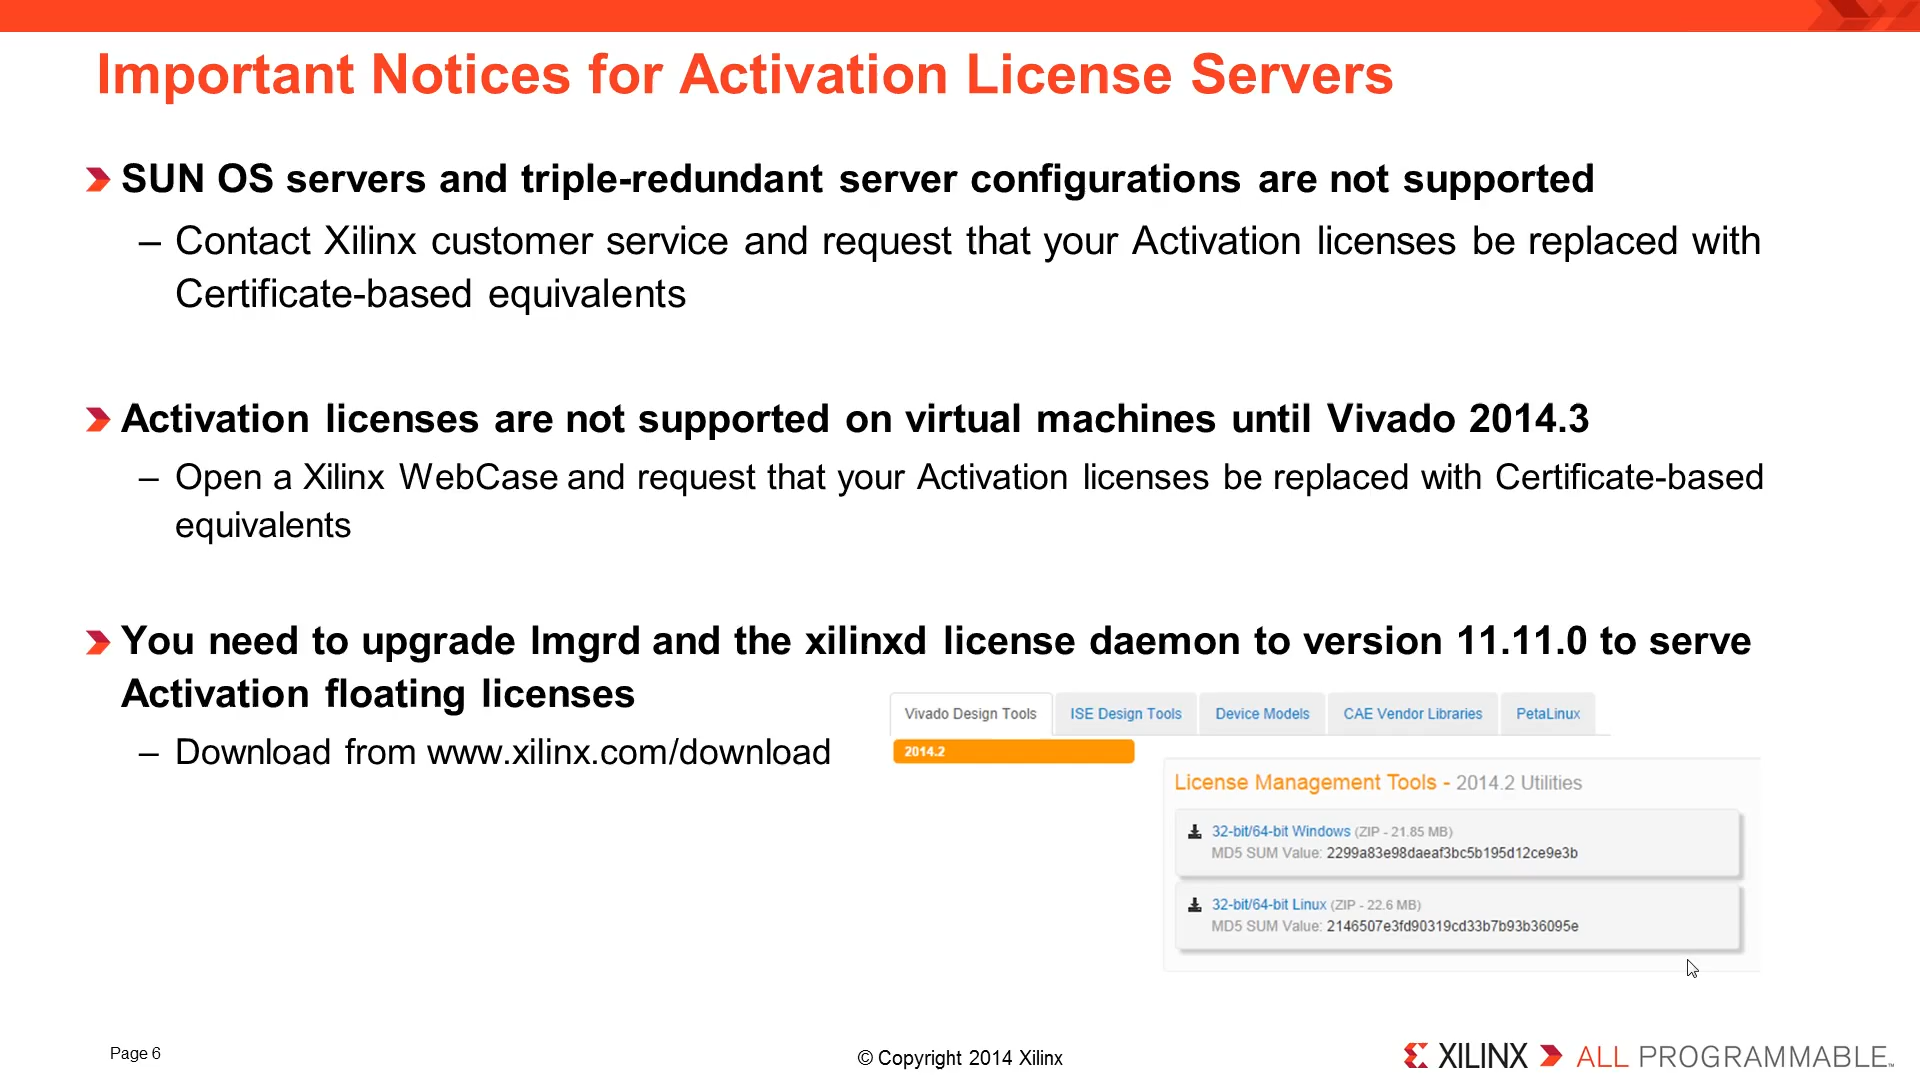 Important Notices for Activation License Servers
SUN OS servers and triple-redundant server configurations are not supported
– Contact Xilinx customer service and request that your Activation licenses be replaced with
Certificate-based equivalents
Activation licenses are not supported on virtual machines until Vivado 2014.3
– Open a Xilinx WebCase and request that your Activation licenses be replaced with Certificate-based
equivalents
You need to upgrade lmgrd and the xilinxd license daemon to version 11.11.0 to serve
Activation floating licenses
– Download from www.xilinx.com/download
Vivado Design Tools ISE Design Tools Device Models CAE Vendor Libraries PetaLinux
2014.2
License Management Tools - 2014.2 Utilities
32-bit/64-bit Windows (ZIP - 21.85 MB)
MD5 SUM Value: 2299a83e98daeaf3bc5b195d12ce9e3b
32-bit/64-bit Linux (ZIP - 22.6 MB)
MD5 SUM Value: 2146507e3fd90319cd33b7b93b36095e
Page 6
© Copyright 2014 Xilinx
XILINX ALL PROGRAMMABLE™